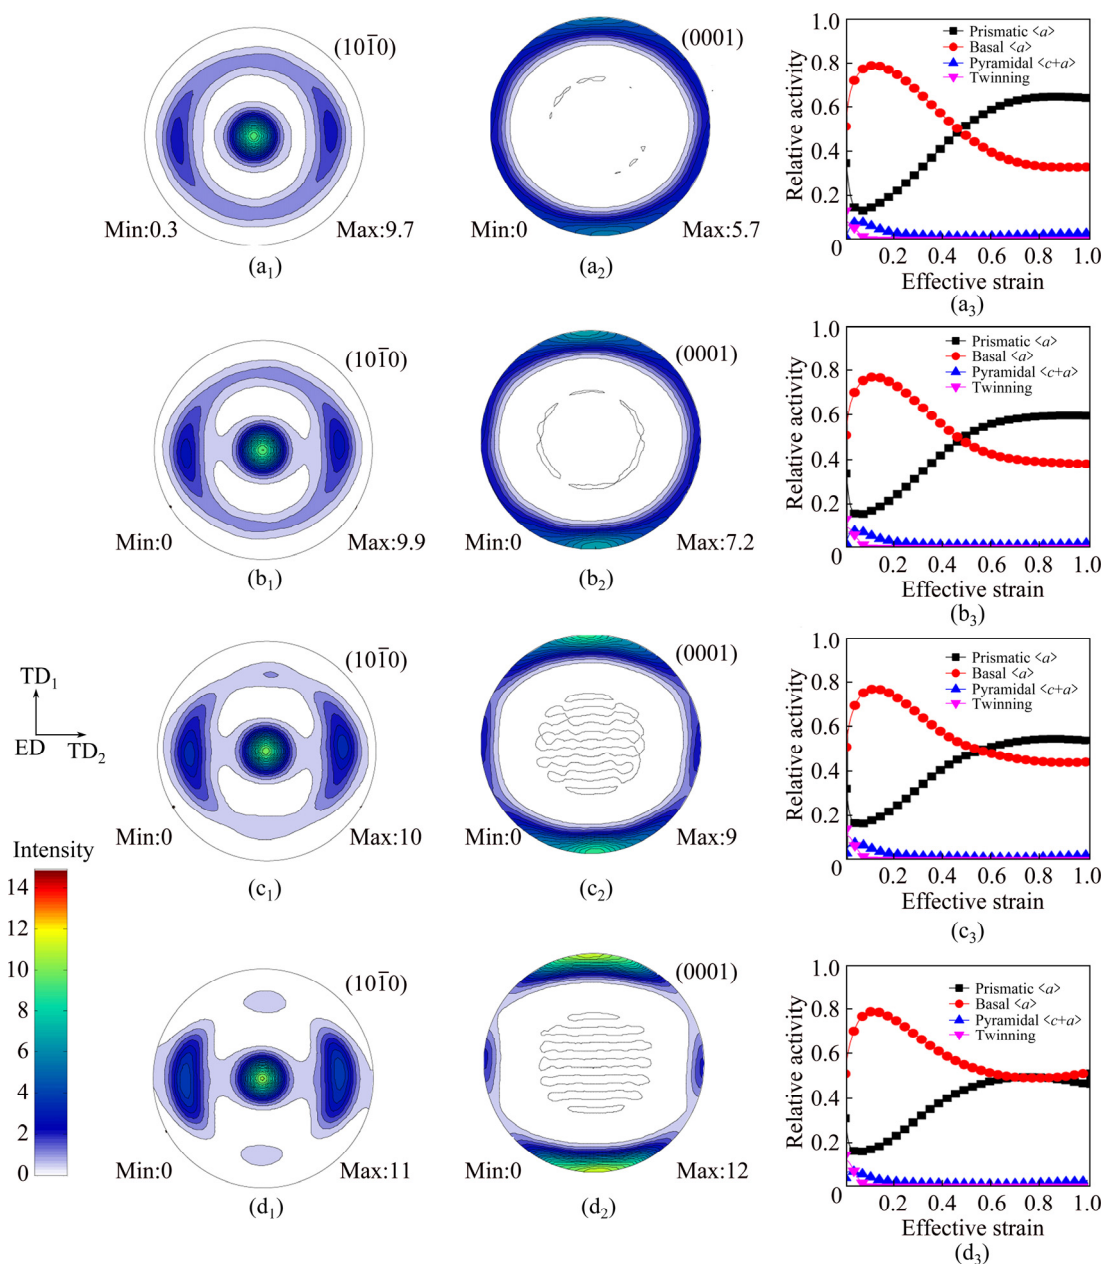 (101̅0)
Min:0.3
Max:9.7
(a₁)
(0001)
Min:0
Max:5.7
(a₂)
Relative activity
1.0
0.8
0.6
0.4
0.2
0
Prismatic <a>
Basal <a>
Pyramidal <c+a>
Twinning
0.2 0.4 0.6 0.8 1.0
Effective strain
(a₃)
(101̅0)
Min:0
Max:9.9
(b₁)
(0001)
Min:0
Max:7.2
(b₂)
Relative activity
1.0
0.8
0.6
0.4
0.2
0
Prismatic <a>
Basal <a>
Pyramidal <c+a>
Twinning
0.2 0.4 0.6 0.8 1.0
Effective strain
(b₃)
TD₁
ED
TD₂
(101̅0)
Min:0
Max:10
(c₁)
(0001)
Min:0
Max:9
(c₂)
Relative activity
1.0
0.8
0.6
0.4
0.2
0
Prismatic <a>
Basal <a>
Pyramidal <c+a>
Twinning
0.2 0.4 0.6 0.8 1.0
Effective strain
(c₃)
Intensity
14
12
10
8
6
4
2
0
(101̅0)
Min:0
Max:11
(d₁)
(0001)
Min:0
Max:12
(d₂)
Relative activity
1.0
0.8
0.6
0.4
0.2
0
Prismatic <a>
Basal <a>
Pyramidal <c+a>
Twinning
0.2 0.4 0.6 0.8 1.0
Effective strain
(d₃)